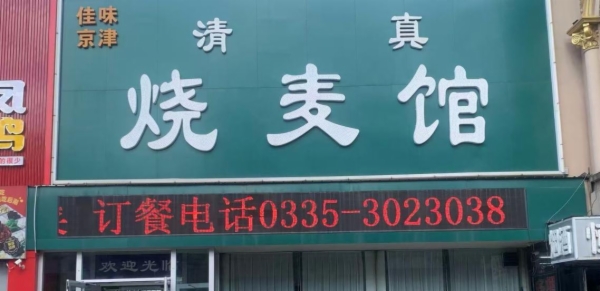 佳味
京津
清真
烧麦馆
订餐电话0335-3023038
欢迎光临